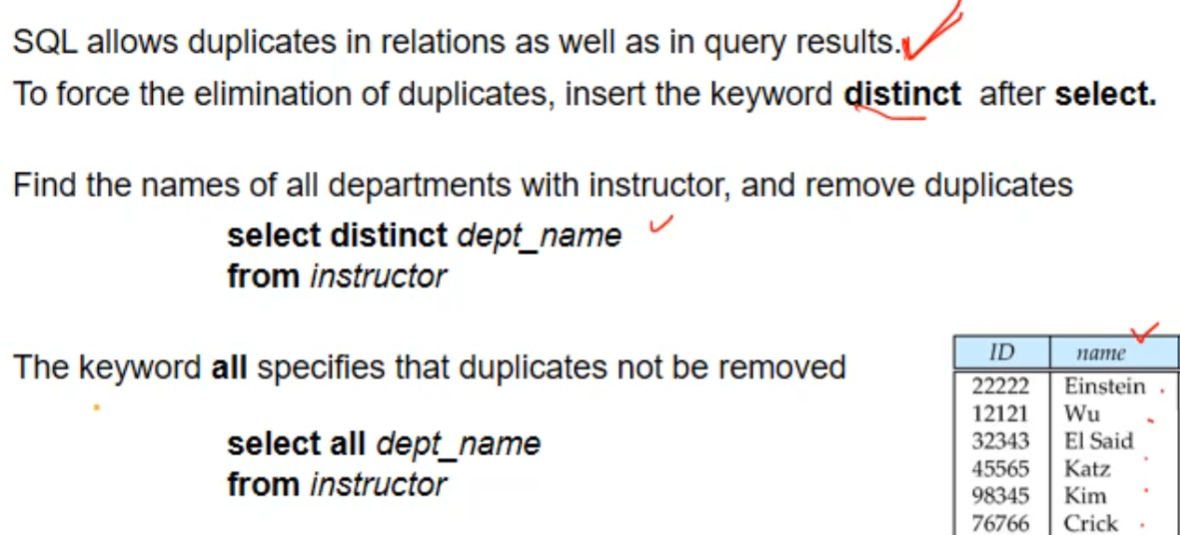 SQL allows duplicates in relations as well as in query results.
To force the elimination of duplicates, insert the keyword distinct after select.
Find the names of all departments with instructor, and remove duplicates
select distinct dept_name
from instructor
The keyword all specifies that duplicates not be removed
select all dept_name
from instructor
ID name
22222 Einstein
12121 Wu
32343 El Said
45565 Katz
98345 Kim
76766 Crick